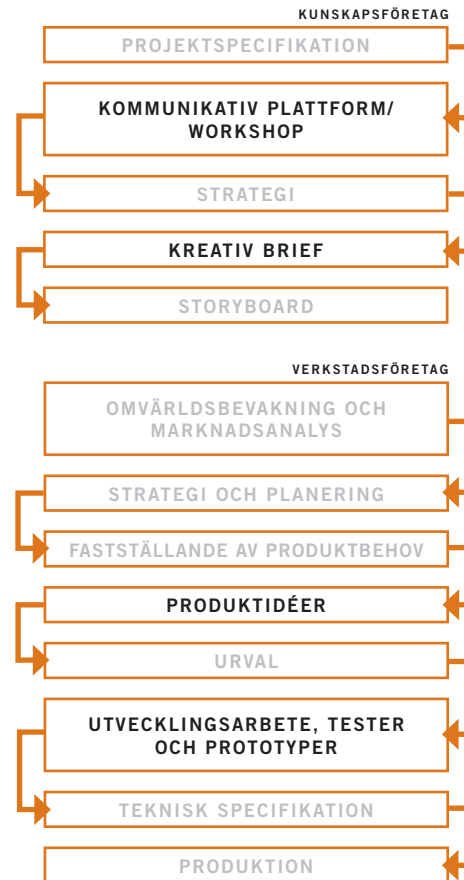 KUNSKAPSFÖRETAG
PROJEKTSPECIFIKATION
KOMMUNIKATIV PLATTFORM/
WORKSHOP
STRATEGI
KREATIV BRIEF
STORYBOARD
VERKSTADSFÖRETAG
OMVÄRLDSBEVAKNING OCH
MARKNADSANALYS
STRATEGI OCH PLANERING
FASTSTÄLLANDE AV PRODUKTBEHOV
PRODUKTIDÉER
URVAL
UTVECKLINGSARBETE, TESTER
OCH PROTOTYPER
TEKNISK SPECIFIKATION
PRODUKTION